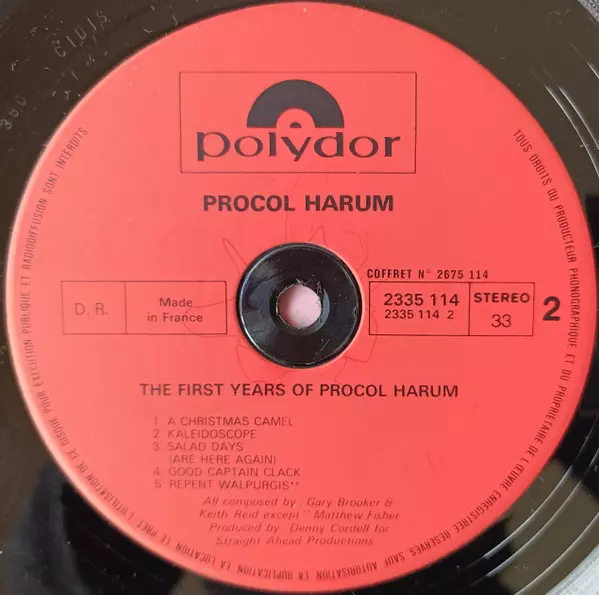 polydor
PROCOL HARUM
COFFRET N° 2675 114
D. R.
Made
in France
2335 114
2335 114 2
STEREO
33
2
THE FIRST YEARS OF PROCOL HARUM
1 A CHRISTMAS CAMEL
2 KALEIDOSCOPE
3 SALAD DAYS
(ARE HERE AGAIN)
4 GOOD CAPTAIN CLACK
5 REPENT WALPURGIS**
All composed by : Gary Brooker &
Keith Reid except** Matthew Fisher
Produced by : Denny Cordell for
Straight Ahead Productions
TOUS DROITS DU PRODUCTEUR PHONOGRAPHIQUE ET DU PROPRIETAIRE DE L'ŒUVRE ENREGISTREE RESERVES SAUF AUTORISATION LA DUPLICATION LA LOCATION LE PRET L'UTILISATION DE CE DISQUE POUR EXECUTION PUBLIQUE ET RADIODIFFUSION SONT INTERDITS